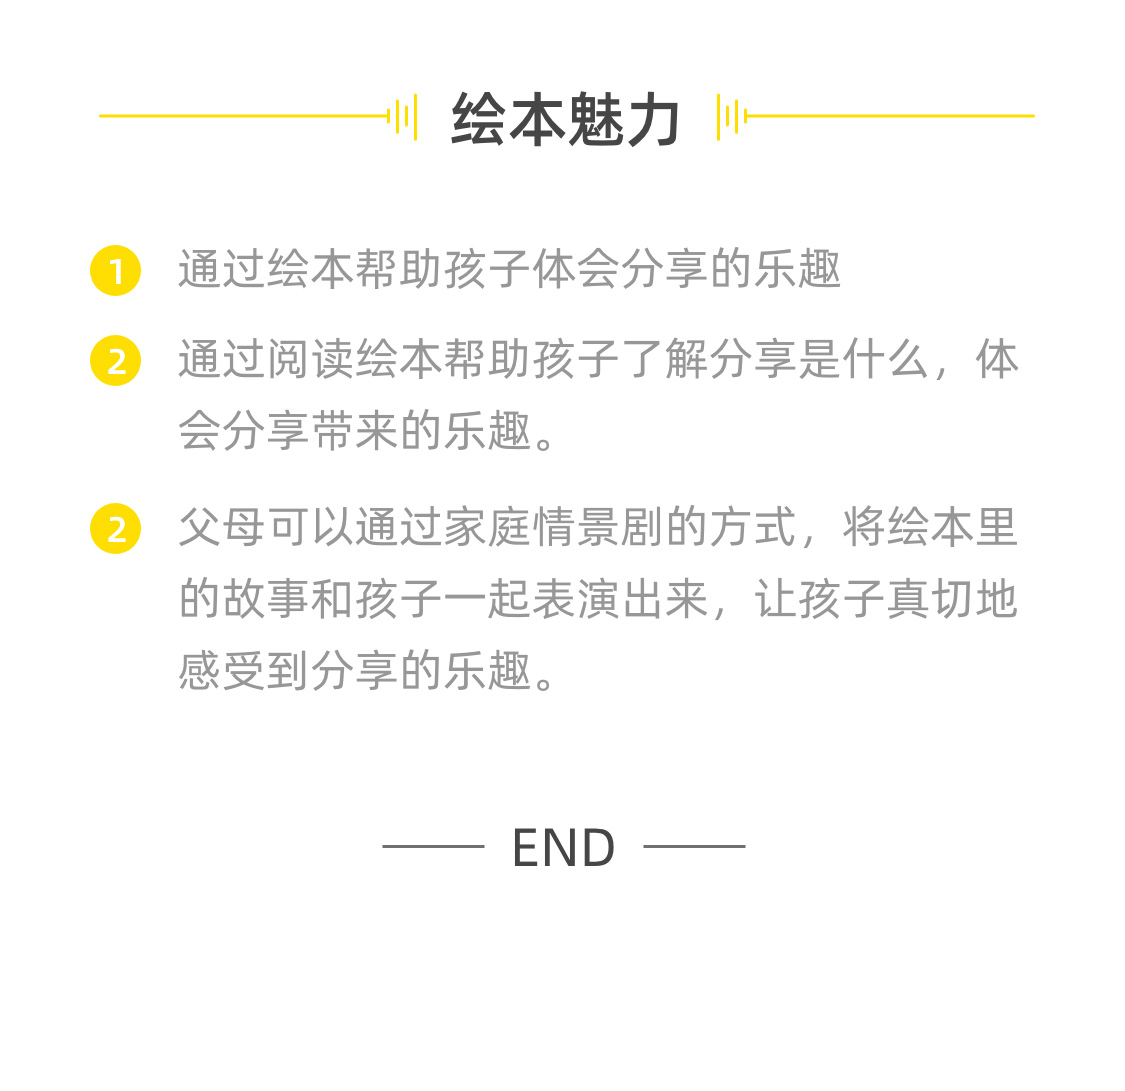 绘本魅力
1 通过绘本帮助孩子体会分享的乐趣
2 通过阅读绘本帮助孩子了解分享是什么，体
会分享带来的乐趣。
2 父母可以通过家庭情景剧的方式，将绘本里
的故事和孩子一起表演出来，让孩子真切地
感受到分享的乐趣。
END